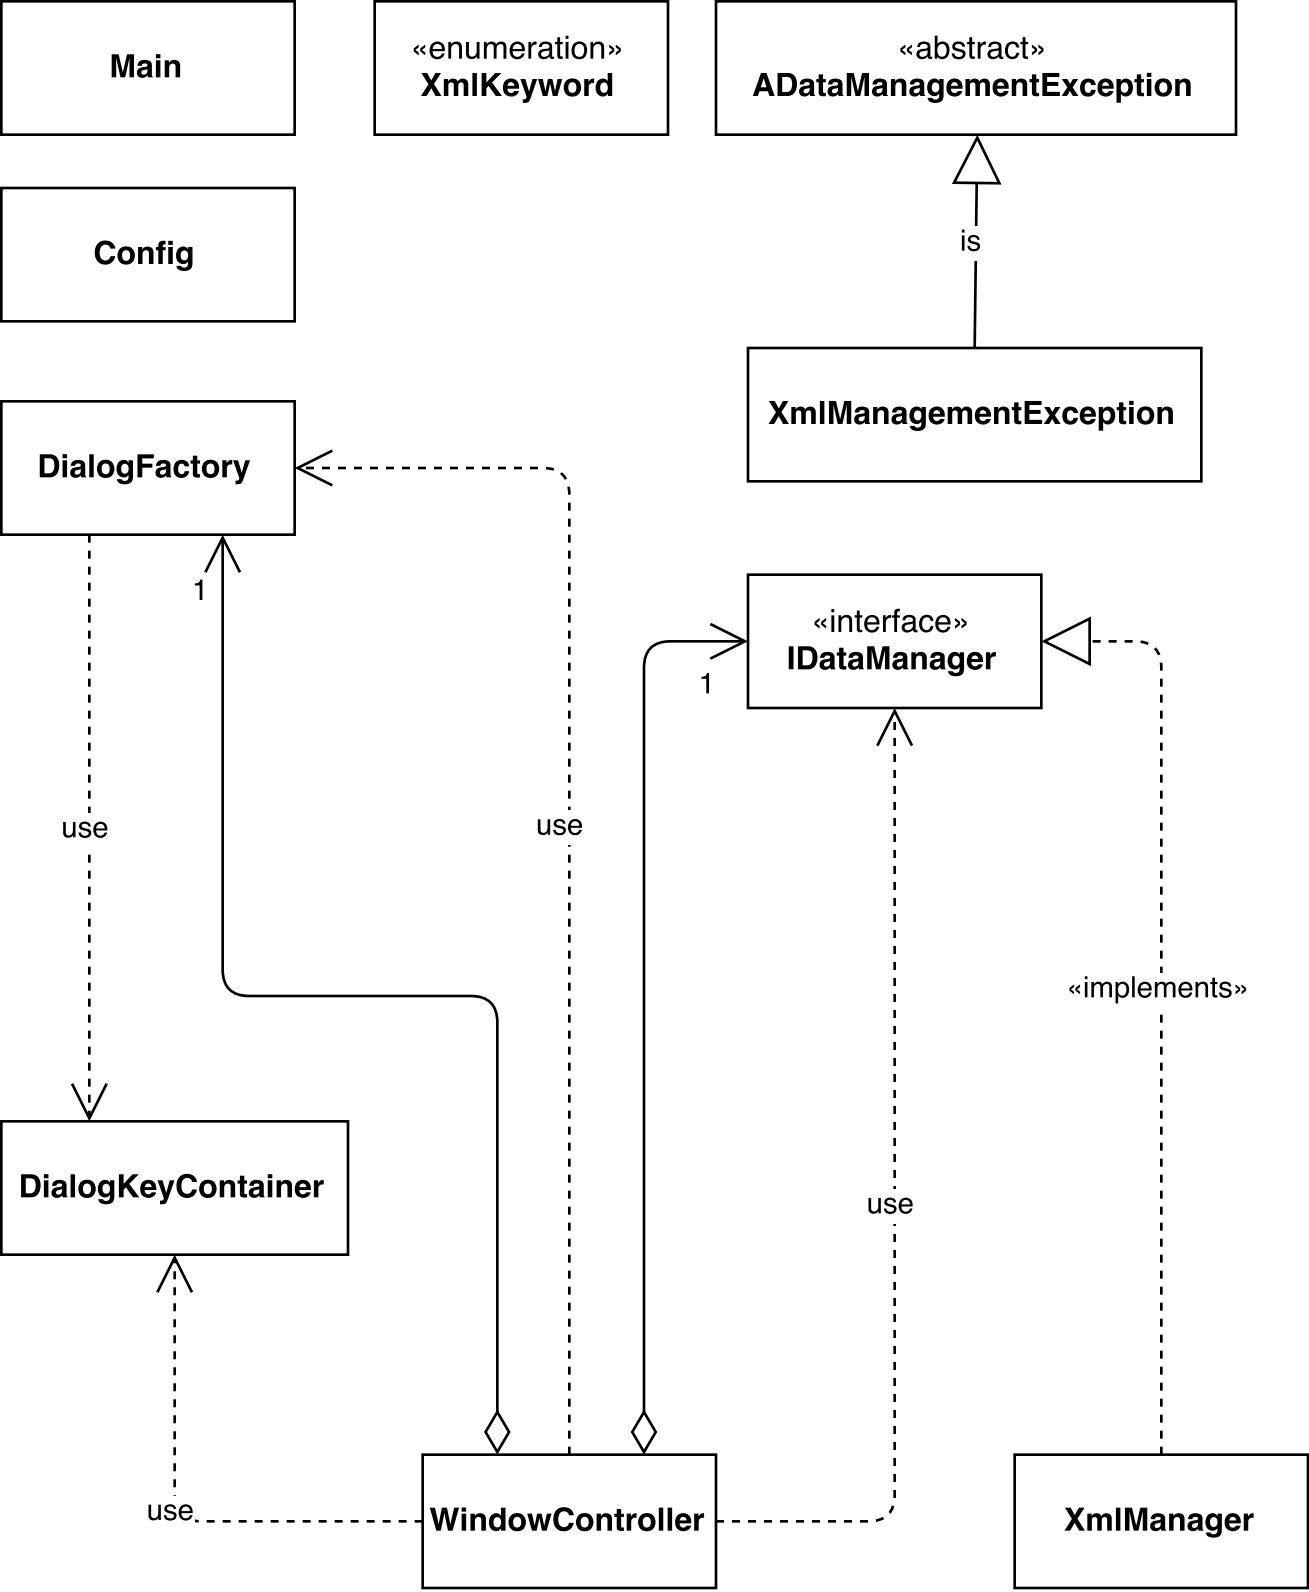 Main
«enumeration»
XmlKeyword
«abstract»
ADataManagementException
Config
is
XmlManagementException
DialogFactory
1
«interface»
IDataManager
1
use
use
«implements»
DialogKeyContainer
use
use
WindowController
XmlManager